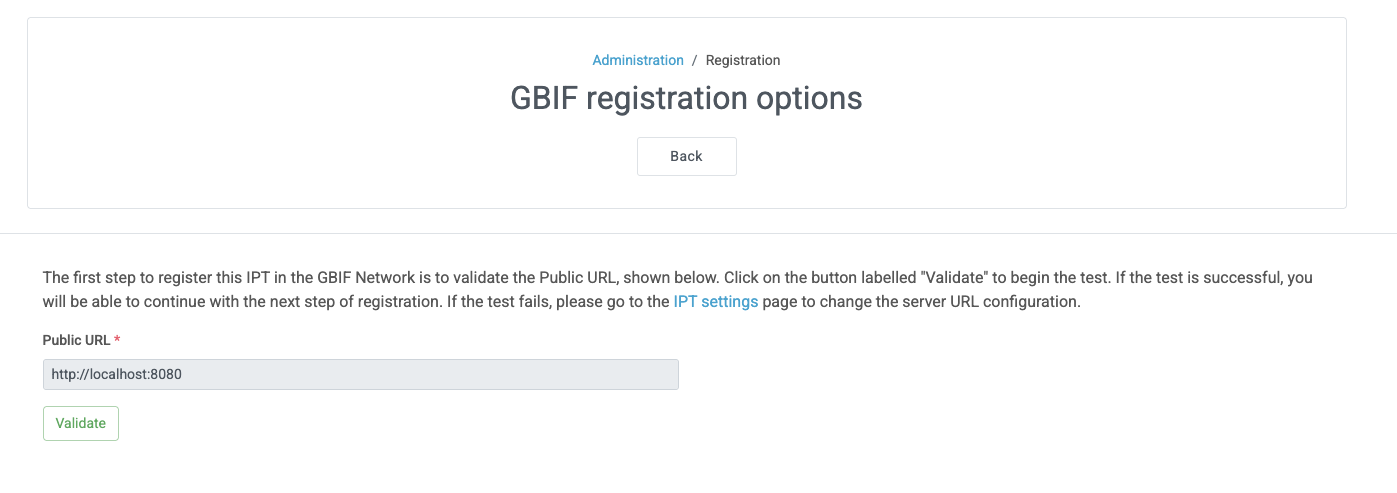 Administration / Registration
GBIF registration options
Back
The first step to register this IPT in the GBIF Network is to validate the Public URL, shown below. Click on the button labelled "Validate" to begin the test. If the test is successful, you
will be able to continue with the next step of registration. If the test fails, please go to the IPT settings page to change the server URL configuration.
Public URL *
http://localhost:8080
Validate